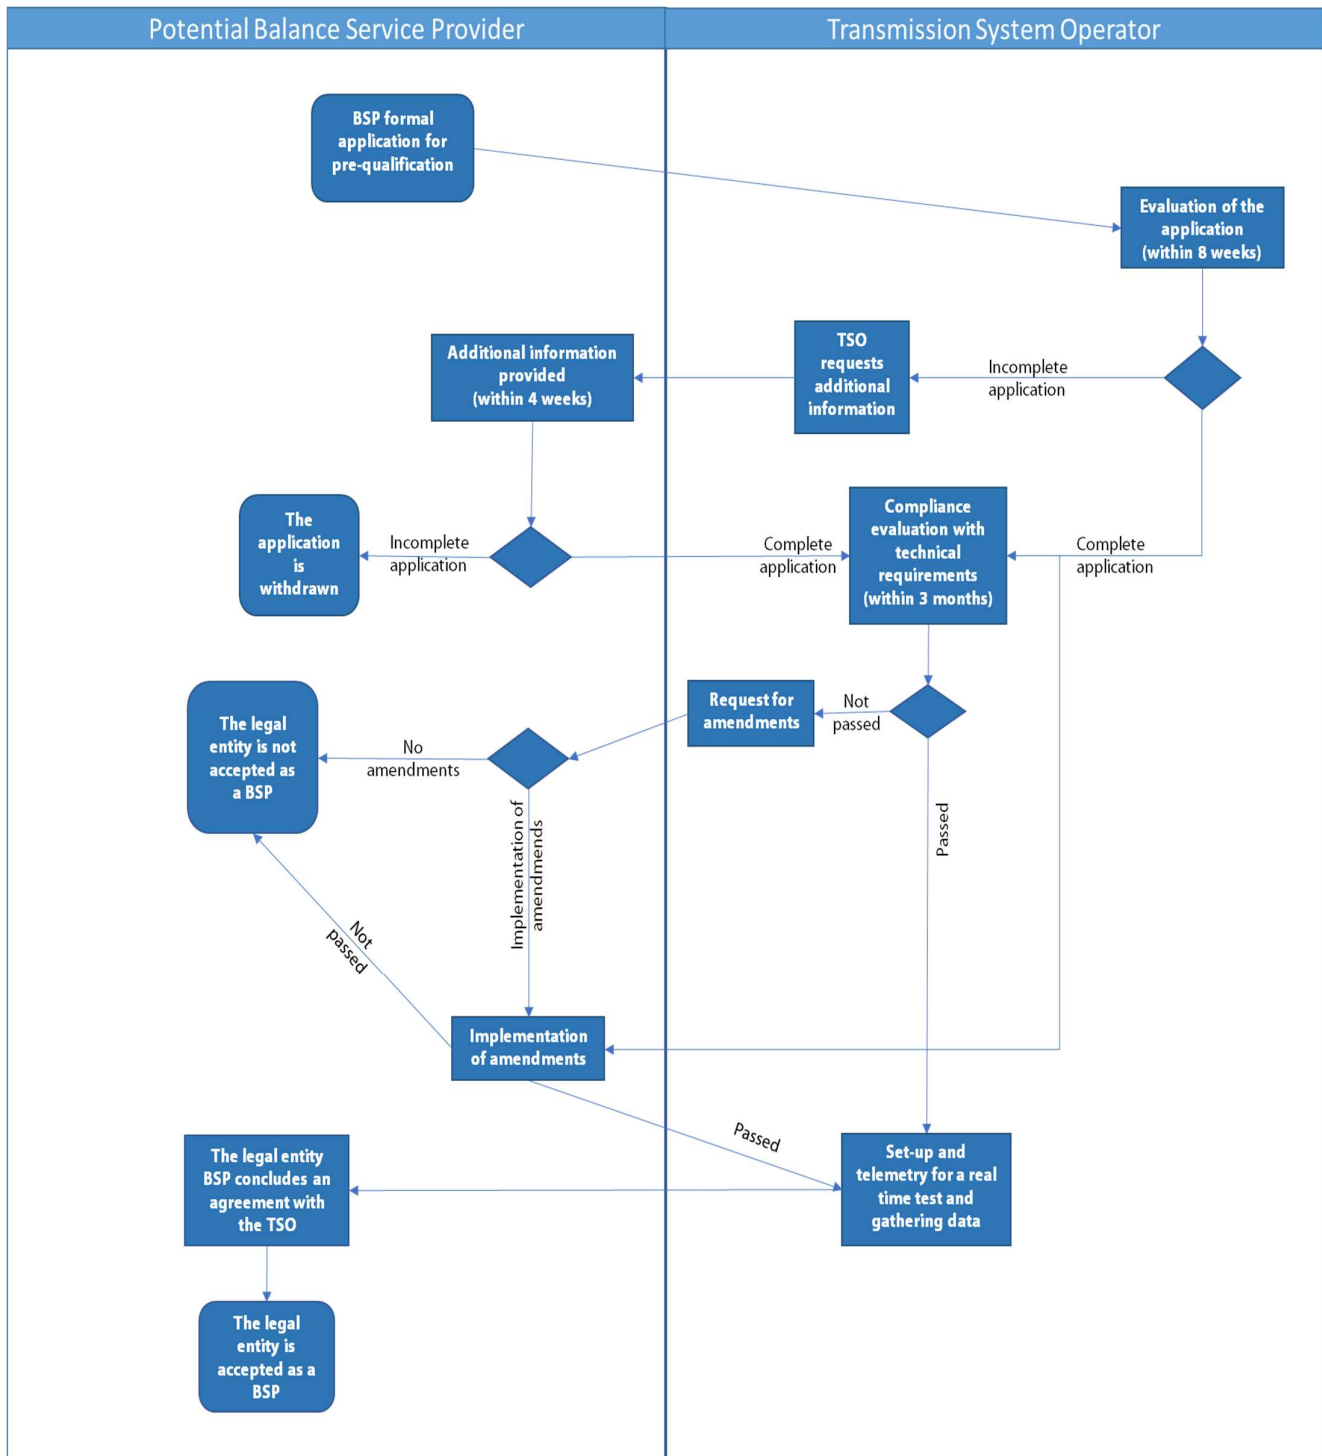 Potential Balance Service Provider
Transmission System Operator
BSP formal
application for
pre-qualification
Evaluation of the
application
(within 8 weeks)
Additional information
provided
(within 4 weeks)
TSO
requests
additional
information
Incomplete
application
The
application
is
withdrawn
Incomplete
application
Complete
application
Compliance
evaluation with
technical
requirements
(within 3 months)
Complete
application
The legal
entity is not
accepted as
a BSP
No
amendments
Request for
amendments
Not
passed
Implementation of
amendmends
Passed
Not
passed
Implementation
of amendments
Passed
The legal entity
BSP concludes an
agreement with
the TSO
Set-up and
telemetry for a real
time test and
gathering data
The legal
entity is
accepted as a
BSP